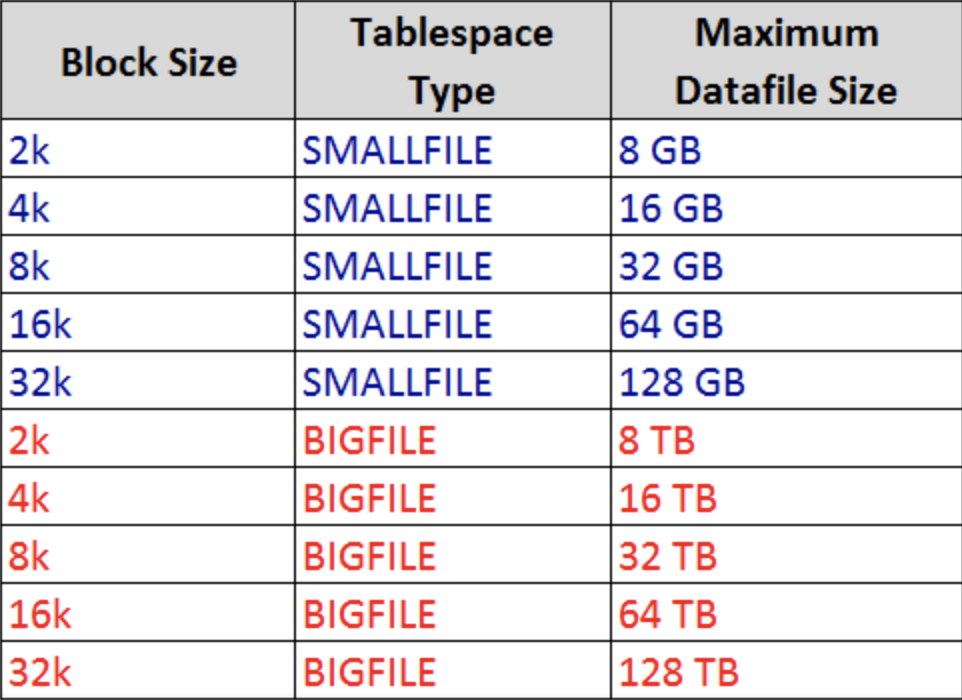 Block Size Tablespace Type Maximum Datafile Size
2k SMALLFILE 8 GB
4k SMALLFILE 16 GB
8k SMALLFILE 32 GB
16k SMALLFILE 64 GB
32k SMALLFILE 128 GB
2k BIGFILE 8 TB
4k BIGFILE 16 TB
8k BIGFILE 32 TB
16k BIGFILE 64 TB
32k BIGFILE 128 TB